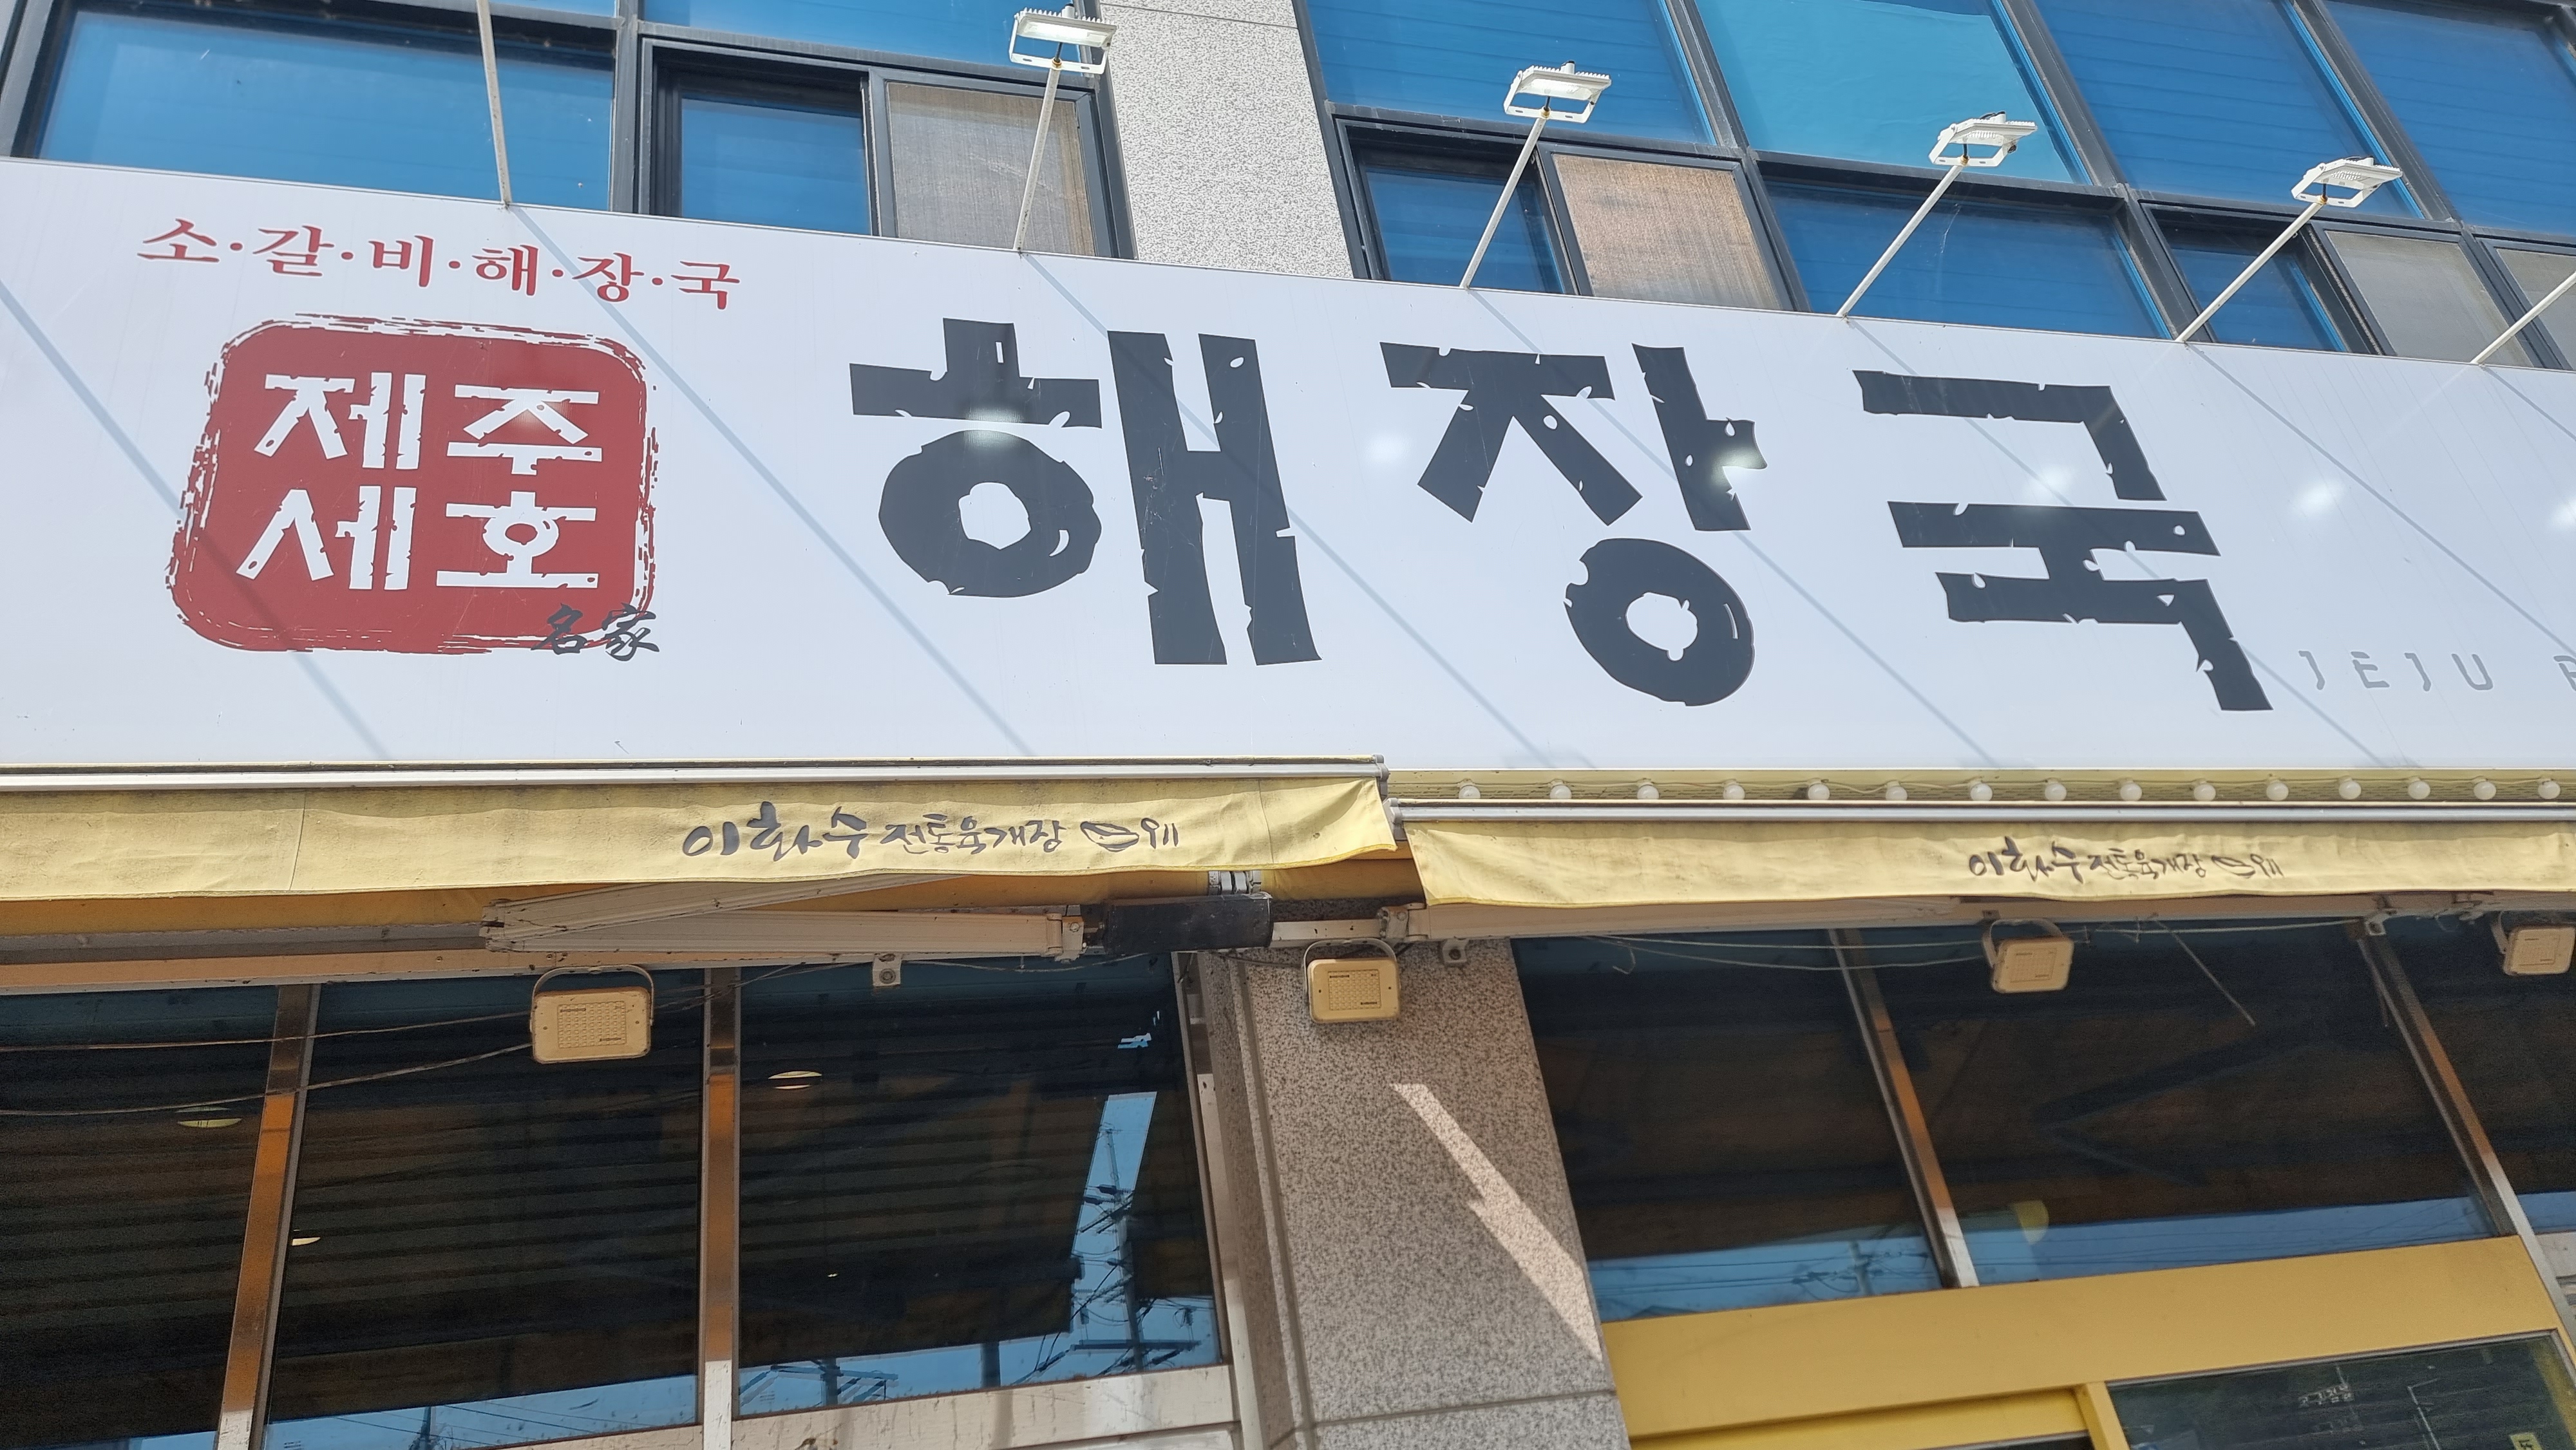 소·갈·비·해·장·국
제주
세호
名家
해장국
JEJU
이화수 전통육개장
이화수 전통육개장